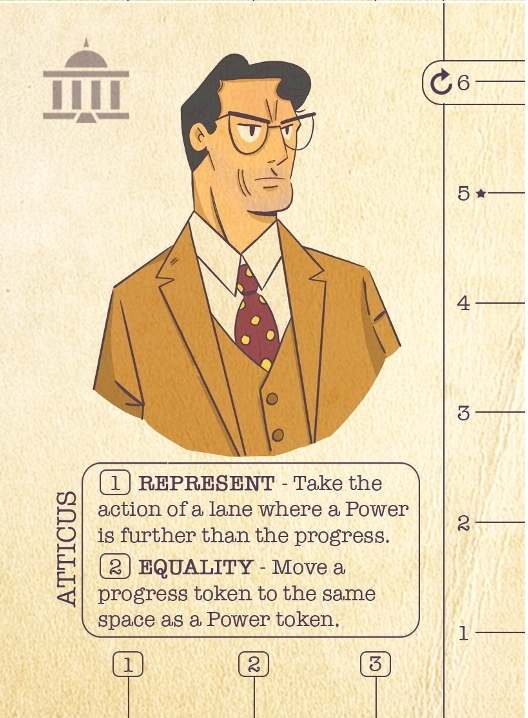 6
5
4
3
2
1
ATTICUS
1 REPRESENT - Take the
action of a lane where a Power
is further than the progress.
2 EQUALITY - Move a
progress token to the same
space as a Power token.
1 2 3